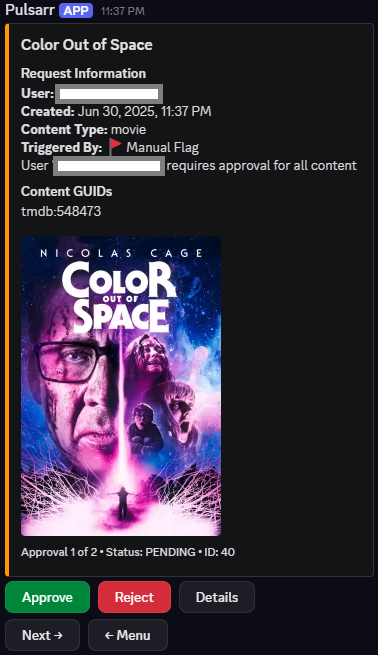 Pulsarr APP 11:37 PM
Color Out of Space
Request Information
User:
Created: Jun 30, 2025, 11:37 PM
Content Type: movie
Triggered By: 🚩 Manual Flag
User ' requires approval for all content
Content GUIDs
tmdb:548473
NICOLAS CAGE
COLOR
OUT OF
SPACE
Approval 1 of 2 • Status: PENDING • ID: 40
Approve Reject Details
Next → ← Menu